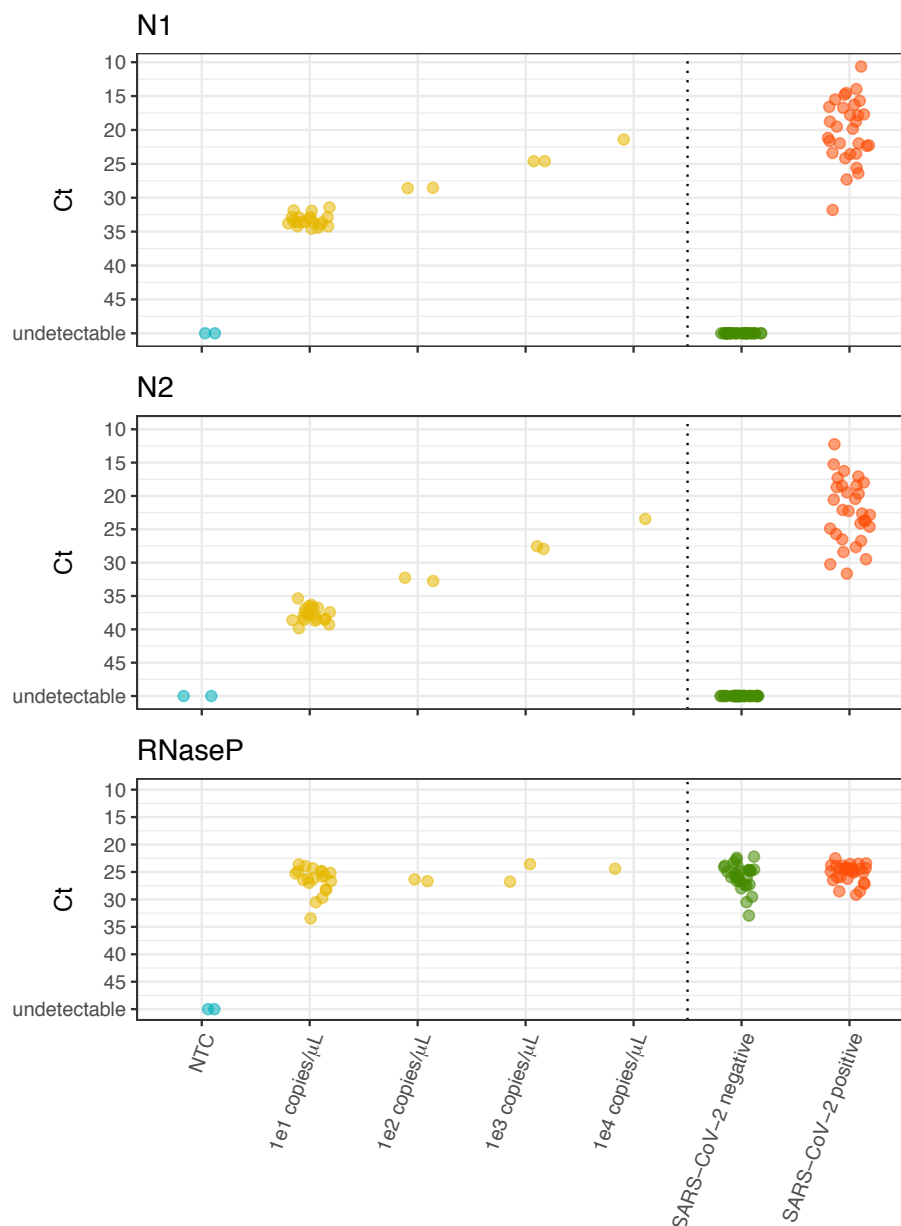 N1
10
15
20
25
30
35
40
45
undetectable
Ct
N2
10
15
20
25
30
35
40
45
undetectable
Ct
RNaseP
10
15
20
25
30
35
40
45
undetectable
Ct
NTC
1e1 copies/μL
1e2 copies/μL
1e3 copies/μL
1e4 copies/μL
SARS−CoV−2 negative
SARS−CoV−2 positive